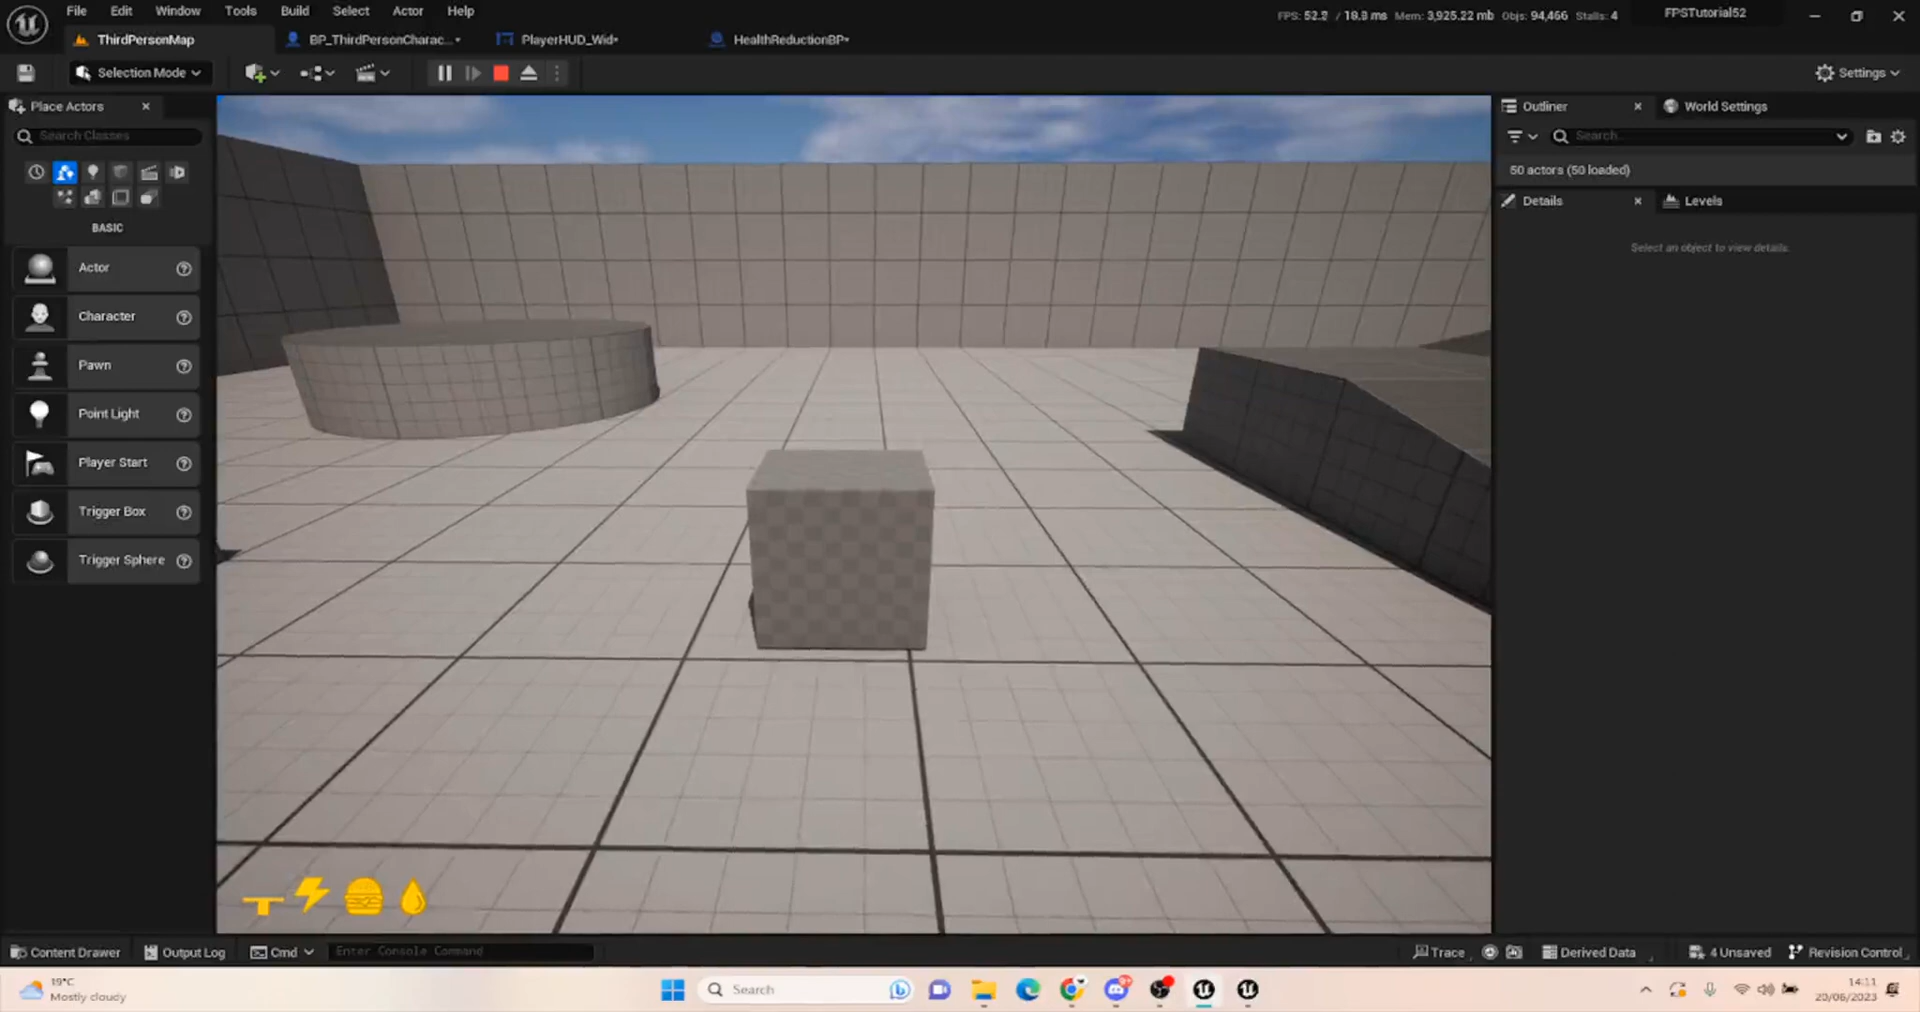 File Edit Window Tools Build Select Actor Help
FPS: 52.2 / 18.3 ms Mem: 3,925.22 mb Objs: 94,466 Stalls: 4
FPSTutorial52
ThirdPersonMap
BP_ThirdPersonCharac...•
PlayerHUD_Wid•
HealthReductionBP•
Selection Mode
Settings
Place Actors
Search Classes
BASIC
Actor
Character
Pawn
Point Light
Player Start
Trigger Box
Trigger Sphere
Outliner
World Settings
Search...
50 actors (50 loaded)
Details
Levels
Select an object to view details.
Content Drawer
Output Log
Cmd
Enter Console Command
Trace
Derived Data
4 Unsaved
Revision Control
19°C
Mostly cloudy
Search
14:11
20/06/2023